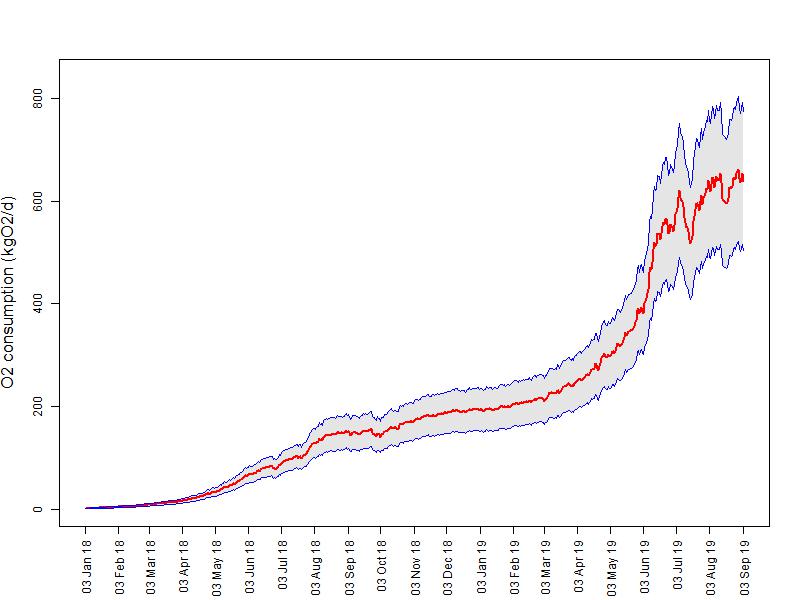 O2 consumption (kgO2/d)
800
600
400
200
0
03 Jan 18
03 Feb 18
03 Mar 18
03 Apr 18
03 May 18
03 Jun 18
03 Jul 18
03 Aug 18
03 Sep 18
03 Oct 18
03 Nov 18
03 Dec 18
03 Jan 19
03 Feb 19
03 Mar 19
03 Apr 19
03 May 19
03 Jun 19
03 Jul 19
03 Aug 19
03 Sep 19